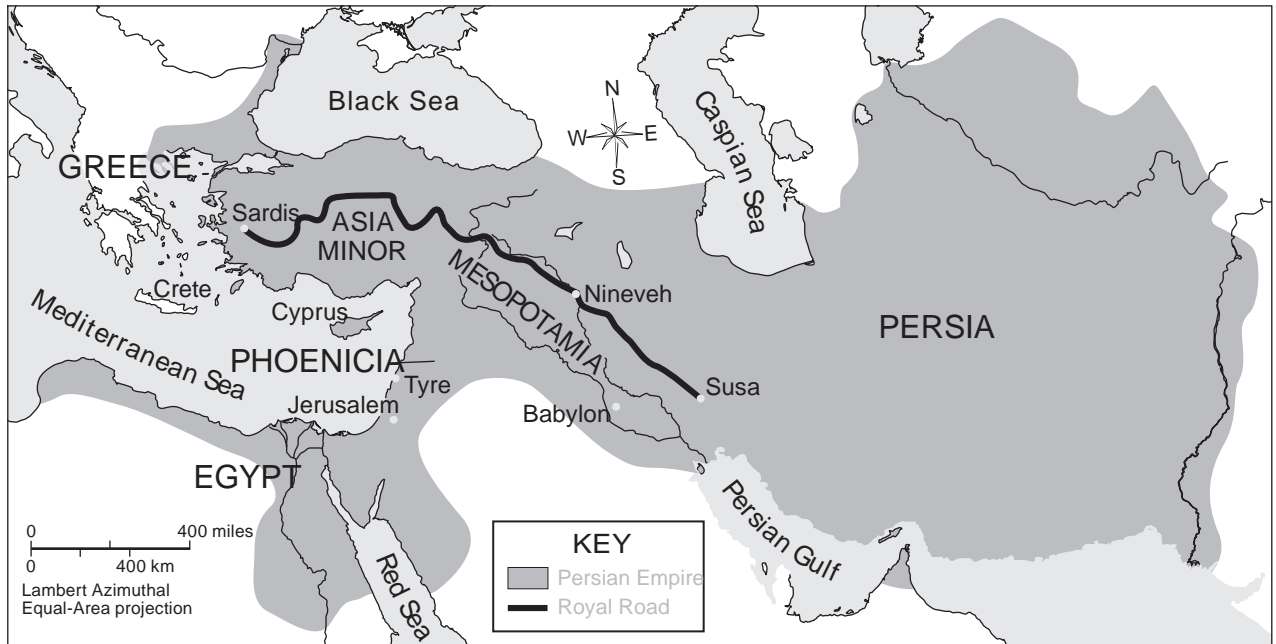 Black Sea
N
W
E
S
Caspian Sea
GREECE
Sardis
ASIA
MINOR
MESOPOTAMIA
Nineveh
Crete
Cyprus
Mediterranean Sea
PERSIA
PHOENICIA
Tyre
Susa
Jerusalem
Babylon
EGYPT
Persian Gulf
Red Sea
0
400 miles
0
400 km
Lambert Azimuthal
Equal-Area projection
KEY
Persian Empire
Royal Road